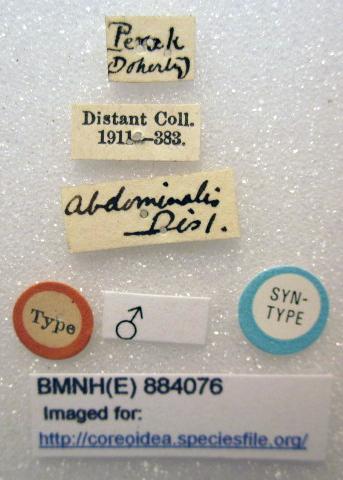 Perak
(Doherty)
Distant Coll.
1911—383.
abdominalis
Dist.
Type
♂
SYN-
TYPE
BMNH(E) 884076
Imaged for:
http://coreoidea.speciesfile.org/